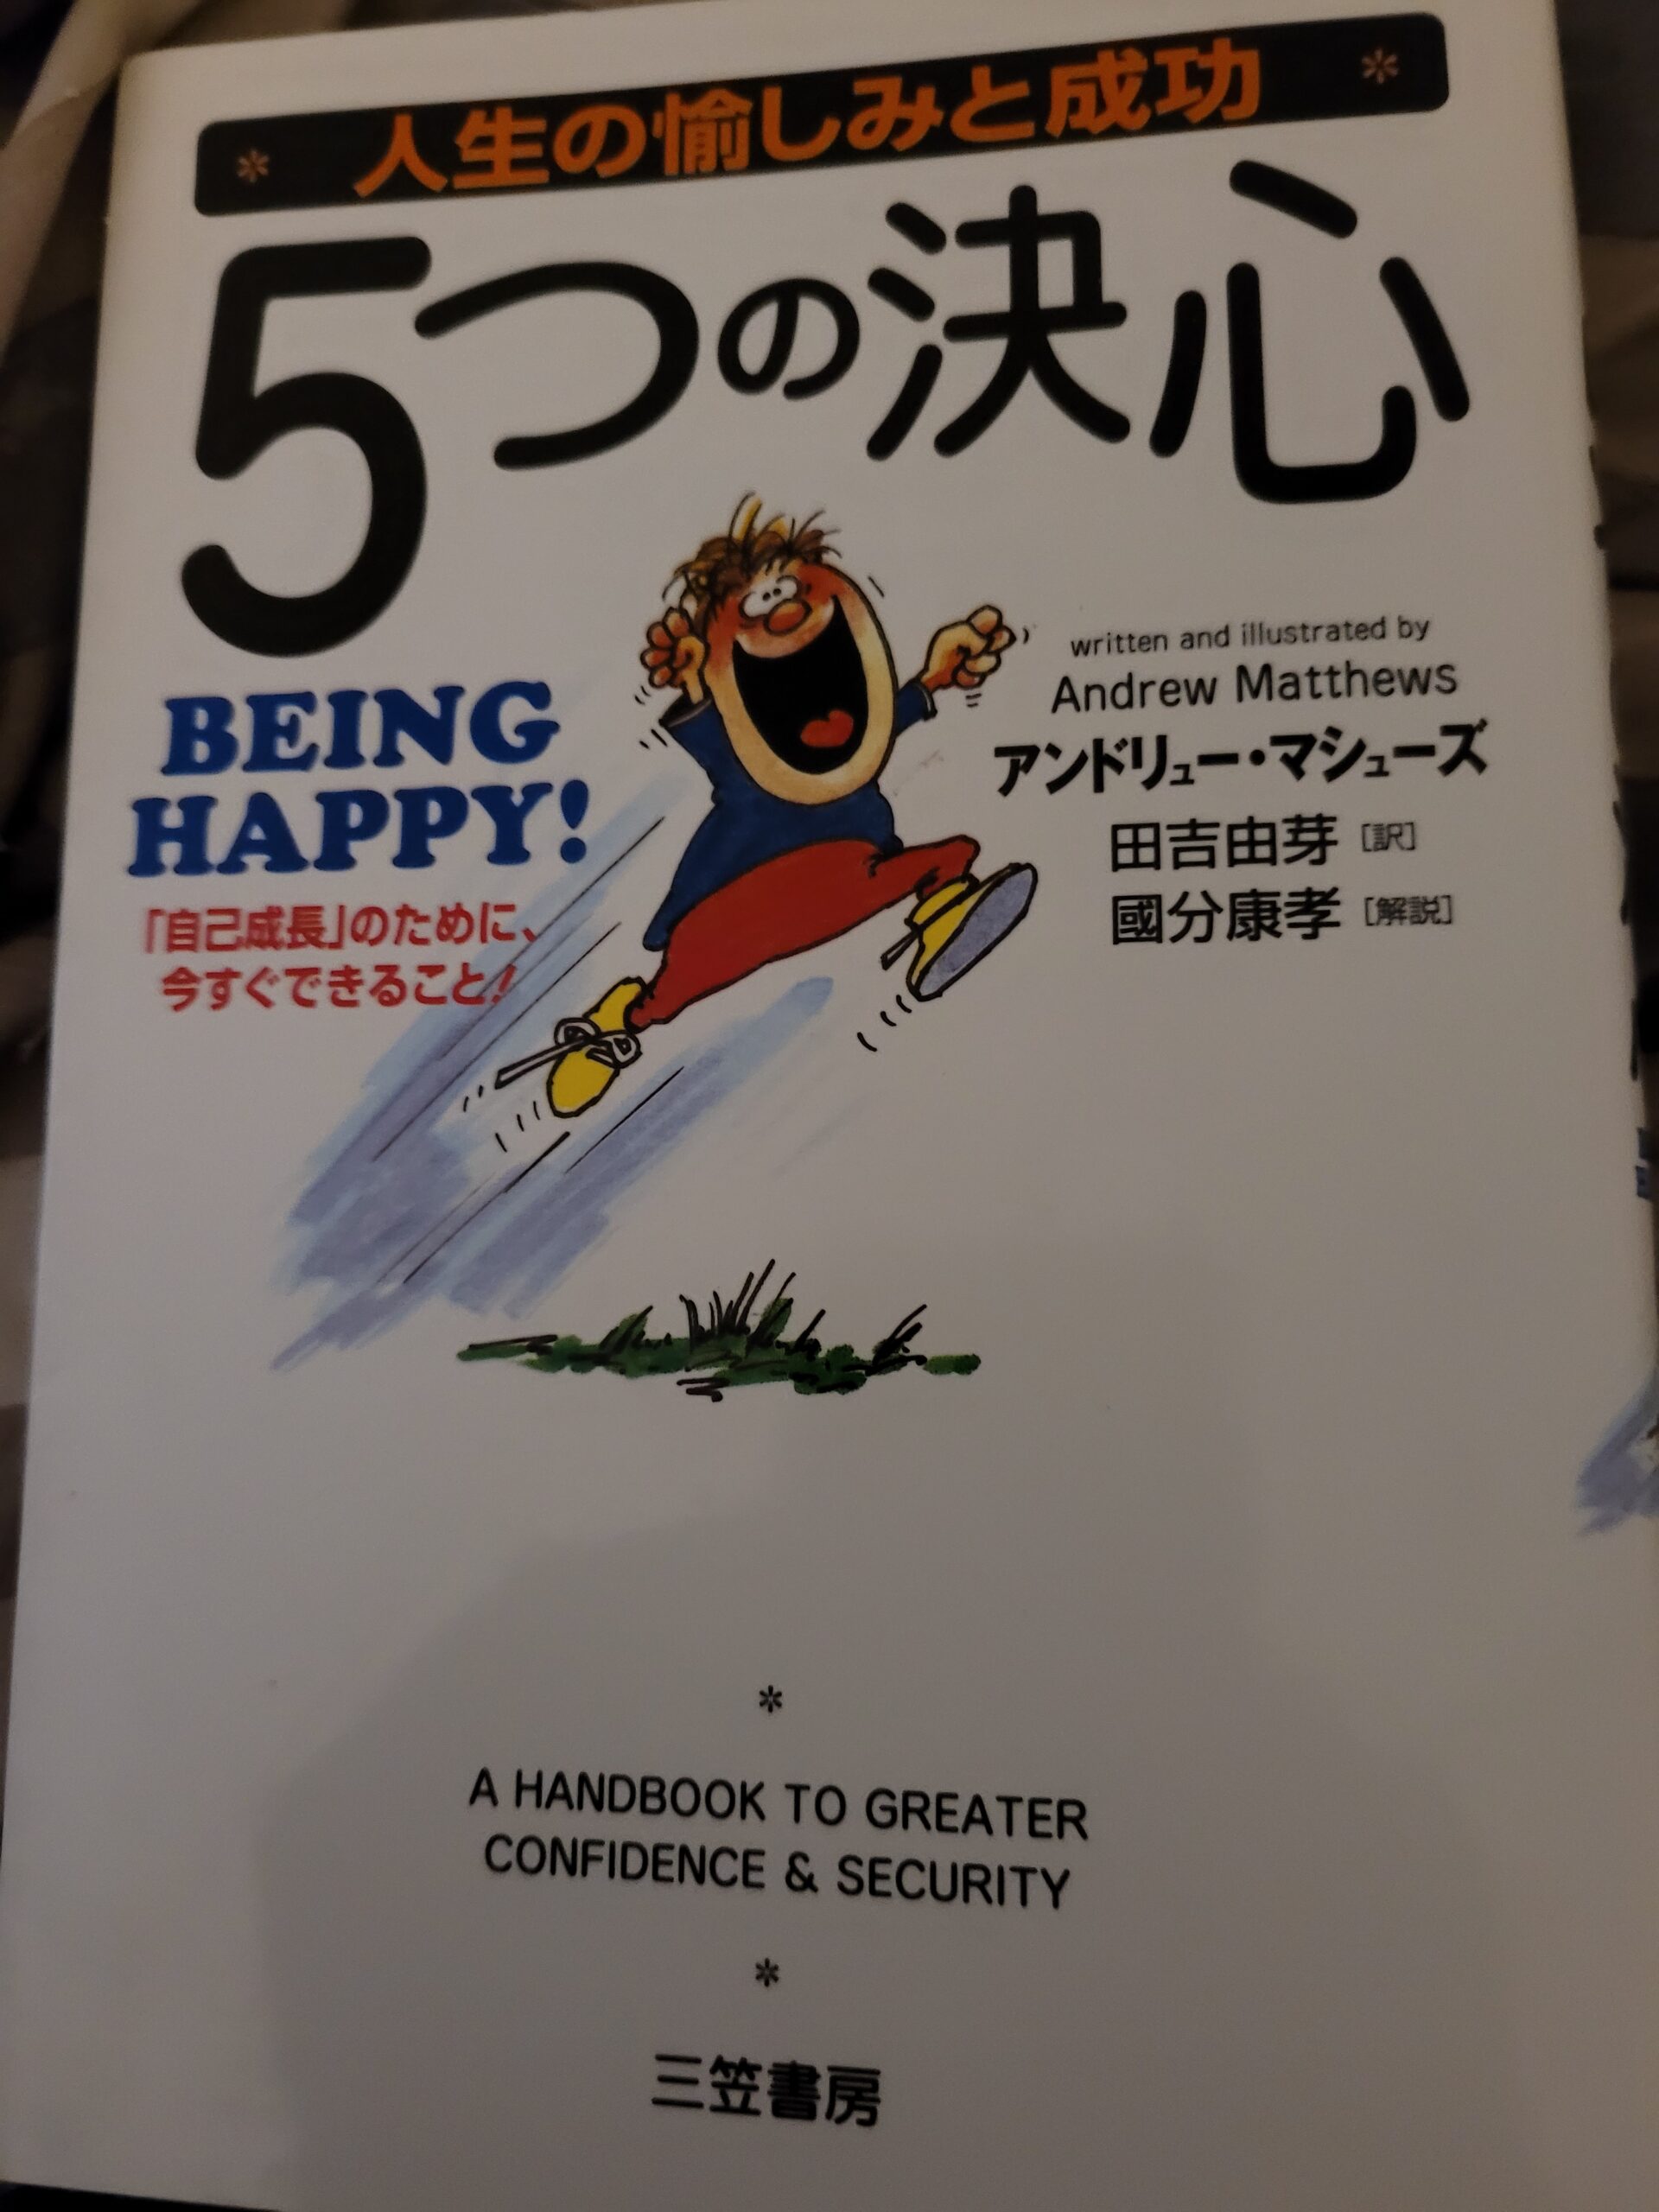 * 人生の愉しみと成功 *
5つの決心
BEING
HAPPY!
「自己成長」のために、
今すぐできること!
written and illustrated by
Andrew Matthews
アンドリュー・マシューズ
田吉由芽[訳]
國分康孝[解説]
*
A HANDBOOK TO GREATER
CONFIDENCE & SECURITY
*
三笠書房